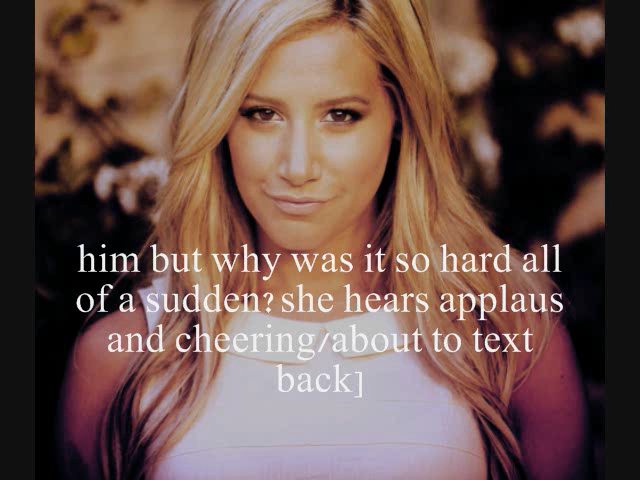 him but why was it so hard all
of a sudden? she hears applaus
and cheering/about to text
back]